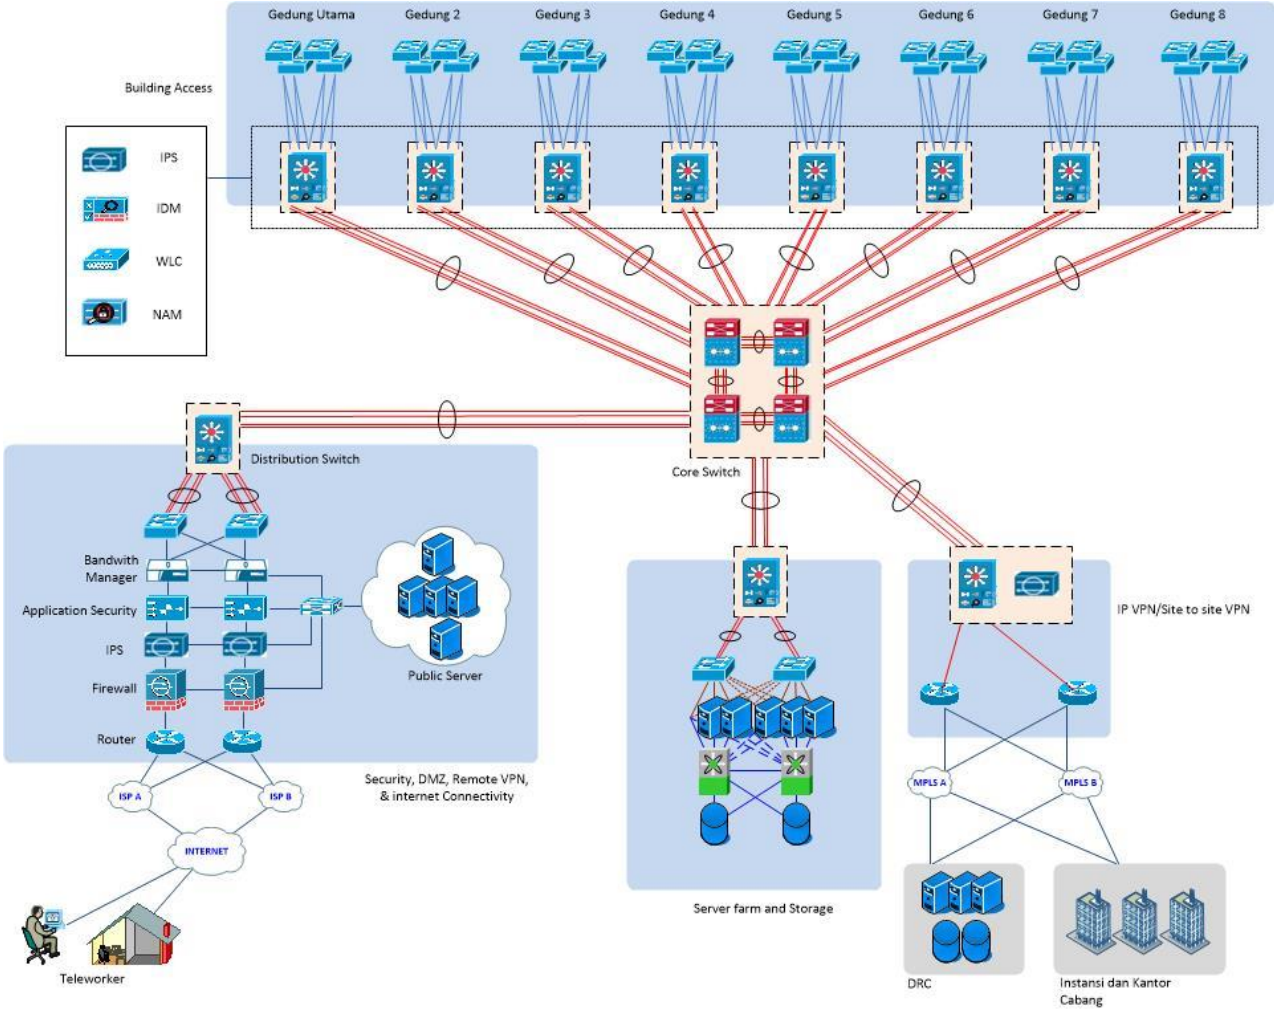 Gedung Utama
Gedung 2
Gedung 3
Gedung 4
Gedung 5
Gedung 6
Gedung 7
Gedung 8
Building Access
IPS
IDM
WLC
NAM
Distribution Switch
Core Switch
Bandwith
Manager
Application Security
IPS
Firewall
Router
Public Server
IP VPN/Site to site VPN
Security, DMZ, Remote VPN,
& internet Connectivity
ISP A
ISP B
INTERNET
MPLS A
MPLS B
Server farm and Storage
Teleworker
DRC
Instansi dan Kantor
Cabang